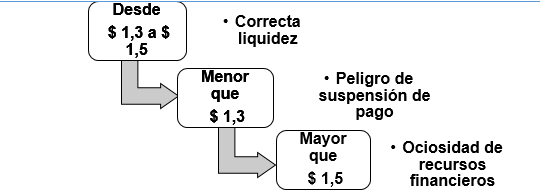 Desde
$ 1,3 a $
1,5
• Correcta
liquidez
Menor
que
$ 1,3
• Peligro de
suspensión de
pago
Mayor
que
$ 1,5
• Ociosidad de
recursos
financieros